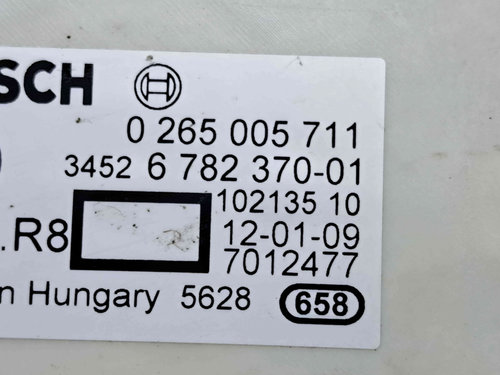 SCH
0 265 005 711
3452 6 782 370-01
102135 10
.R8 12-01-09
7012477
n Hungary 5628 658